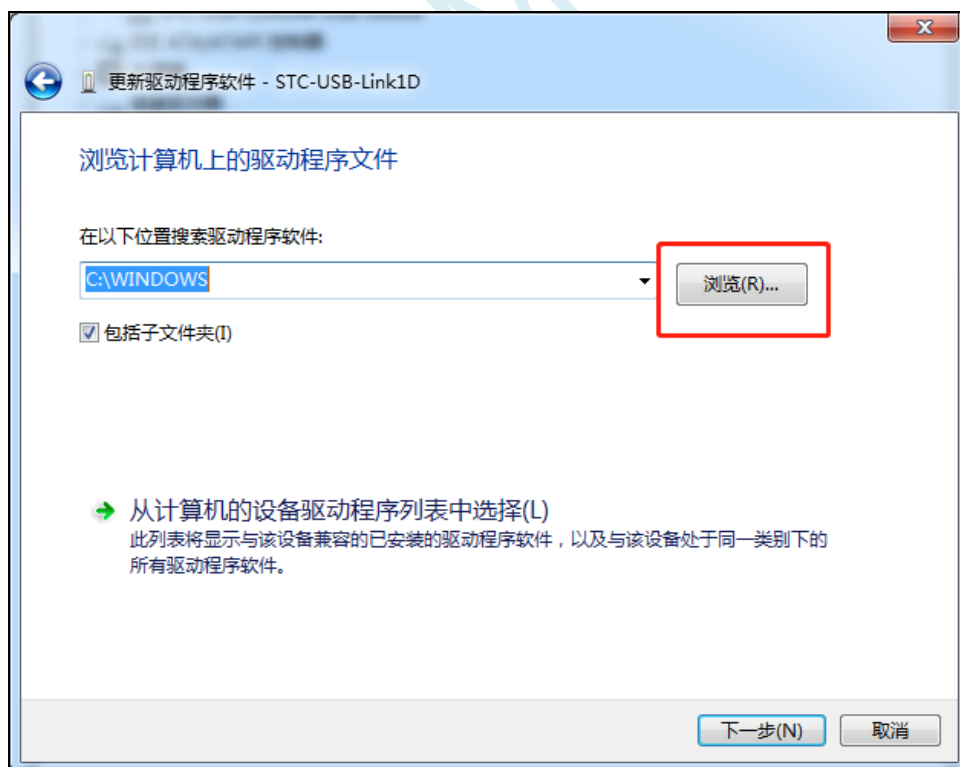 更新驱动程序软件 - STC-USB-Link1D
浏览计算机上的驱动程序文件
在以下位置搜索驱动程序软件:
C:\WINDOWS
浏览(R)...
包括子文件夹(I)
从计算机的设备驱动程序列表中选择(L)
此列表将显示与该设备兼容的已安装的驱动程序软件，以及与该设备处于同一类别下的
所有驱动程序软件。
下一步(N)
取消